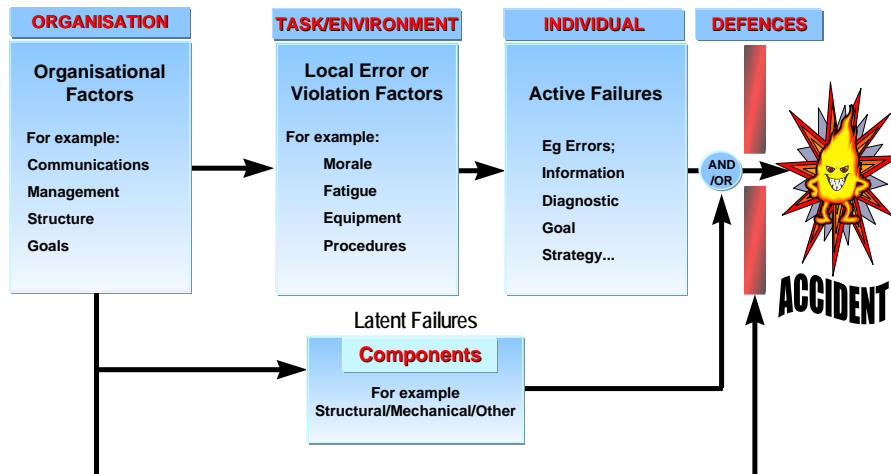 ORGANISATION
TASK/ENVIRONMENT
INDIVIDUAL
DEFENCES
Organisational
Factors
For example:
Communications
Management
Structure
Goals
Local Error or
Violation Factors
For example:
Morale
Fatigue
Equipment
Procedures
Active Failures
Eg Errors;
Information
Diagnostic
Goal
Strategy...
AND
/OR
ACCIDENT
Latent Failures
Components
For example
Structural/Mechanical/Other